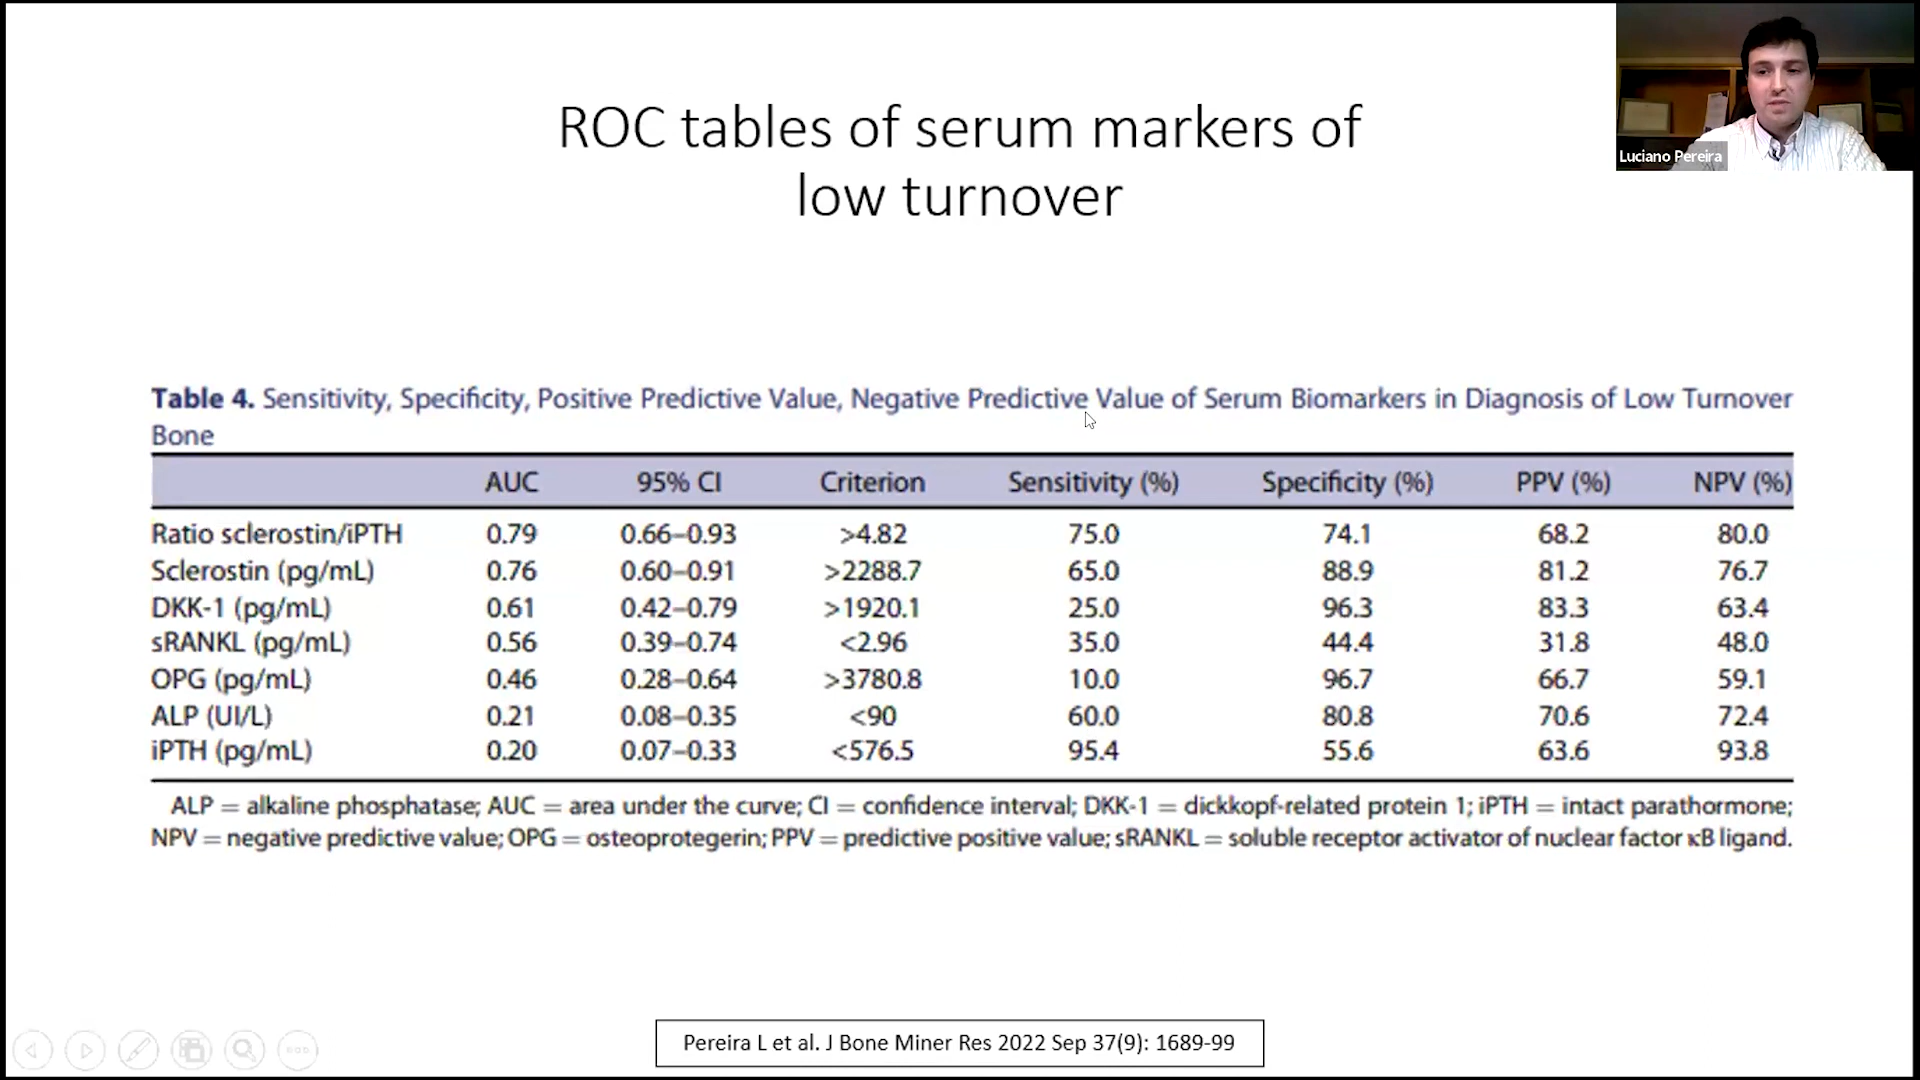 ROC tables of serum markers of
low turnover
Luciano Pereira
Table 4. Sensitivity, Specificity, Positive Predictive Value, Negative Predictive Value of Serum Biomarkers in Diagnosis of Low Turnover
Bone
AUC 95% CI Criterion Sensitivity (%) Specificity (%) PPV (%) NPV (%)
Ratio sclerostin/iPTH 0.79 0.66–0.93 >4.82 75.0 74.1 68.2 80.0
Sclerostin (pg/mL) 0.76 0.60–0.91 >2288.7 65.0 88.9 81.2 76.7
DKK-1 (pg/mL) 0.61 0.42–0.79 >1920.1 25.0 96.3 83.3 63.4
sRANKL (pg/mL) 0.56 0.39–0.74 <2.96 35.0 44.4 31.8 48.0
OPG (pg/mL) 0.46 0.28–0.64 >3780.8 10.0 96.7 66.7 59.1
ALP (UI/L) 0.21 0.08–0.35 <90 60.0 80.8 70.6 72.4
iPTH (pg/mL) 0.20 0.07–0.33 <576.5 95.4 55.6 63.6 93.8
ALP = alkaline phosphatase; AUC = area under the curve; CI = confidence interval; DKK-1 = dickkopf-related protein 1; iPTH = intact parathormone;
NPV = negative predictive value; OPG = osteoprotegerin; PPV = predictive positive value; sRANKL = soluble receptor activator of nuclear factor κB ligand.
Pereira L et al. J Bone Miner Res 2022 Sep 37(9): 1689-99